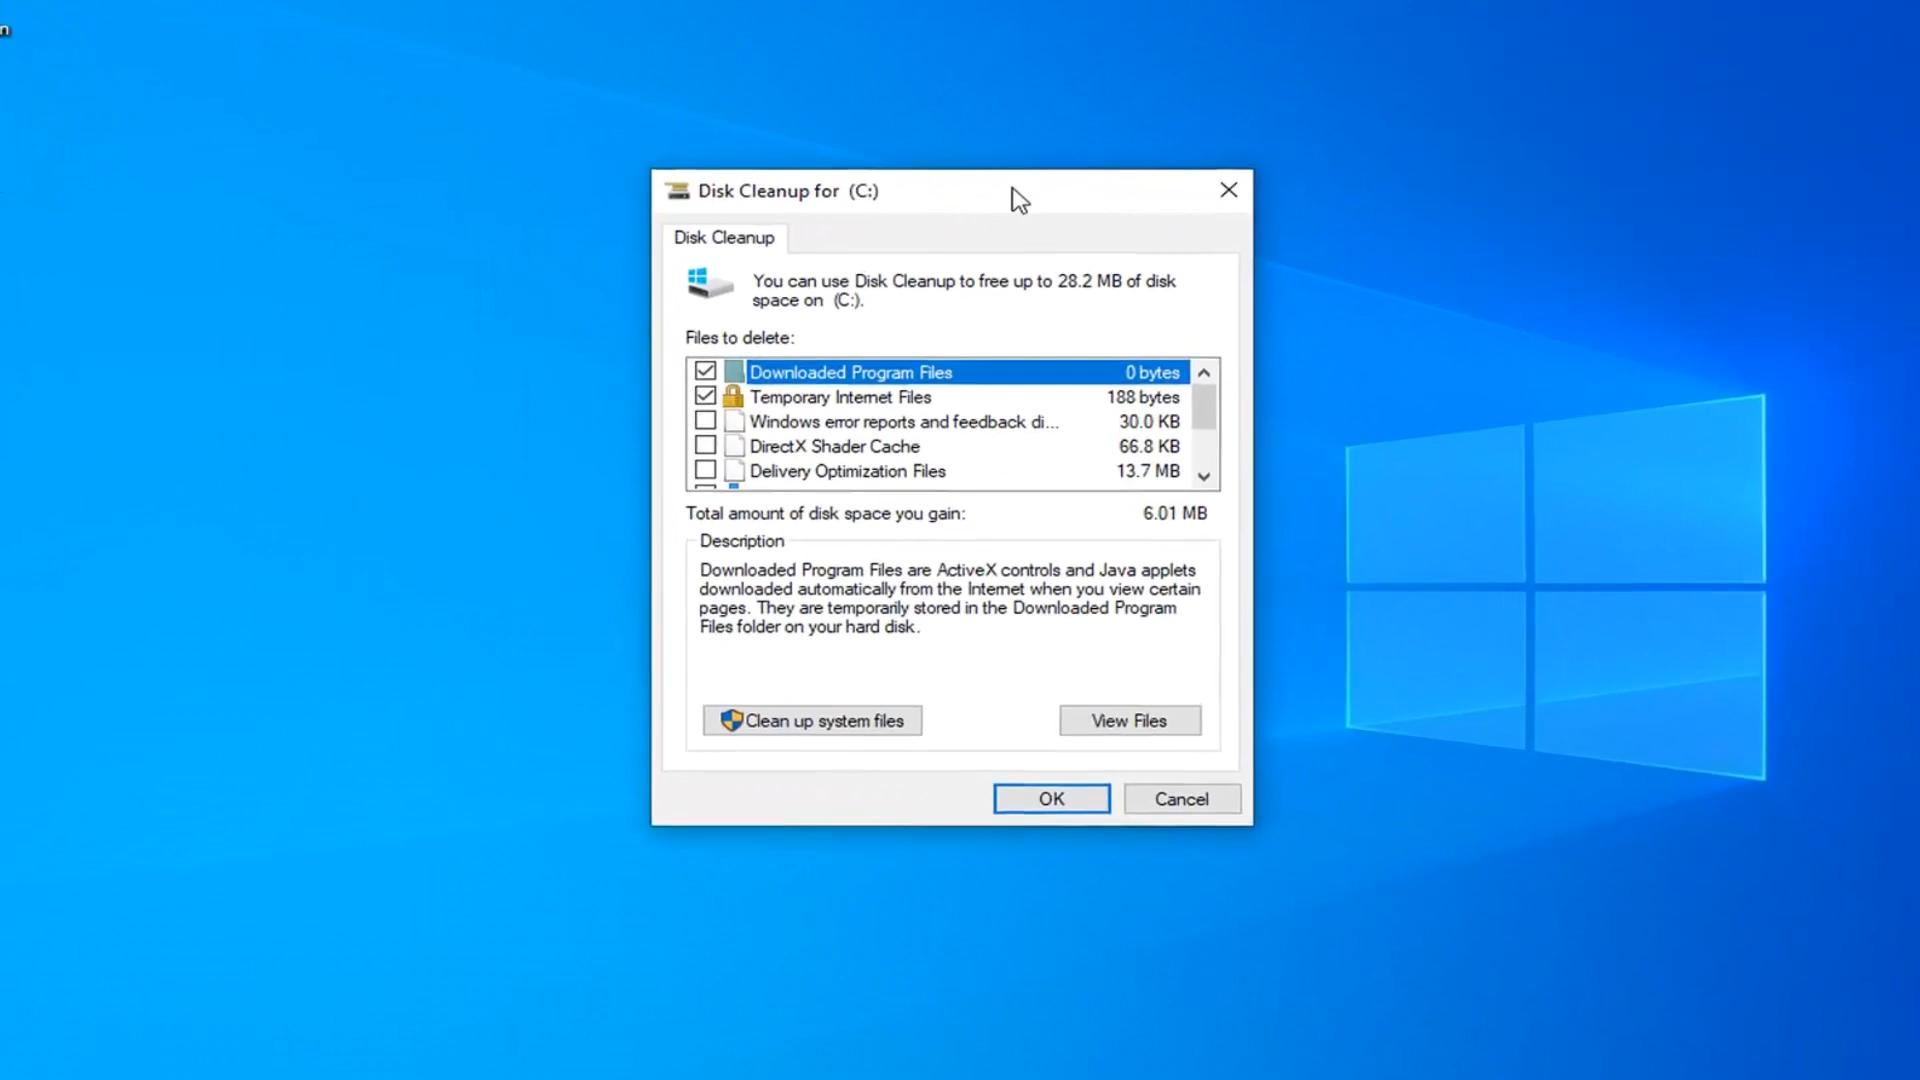 n
Disk Cleanup for (C:)
Disk Cleanup
You can use Disk Cleanup to free up to 28.2 MB of disk
space on (C:).
Files to delete:
Downloaded Program Files 0 bytes
Temporary Internet Files 188 bytes
Windows error reports and feedback di... 30.0 KB
DirectX Shader Cache 66.8 KB
Delivery Optimization Files 13.7 MB
Total amount of disk space you gain: 6.01 MB
Description
Downloaded Program Files are ActiveX controls and Java applets
downloaded automatically from the Internet when you view certain
pages. They are temporarily stored in the Downloaded Program
Files folder on your hard disk.
Clean up system files
View Files
OK
Cancel